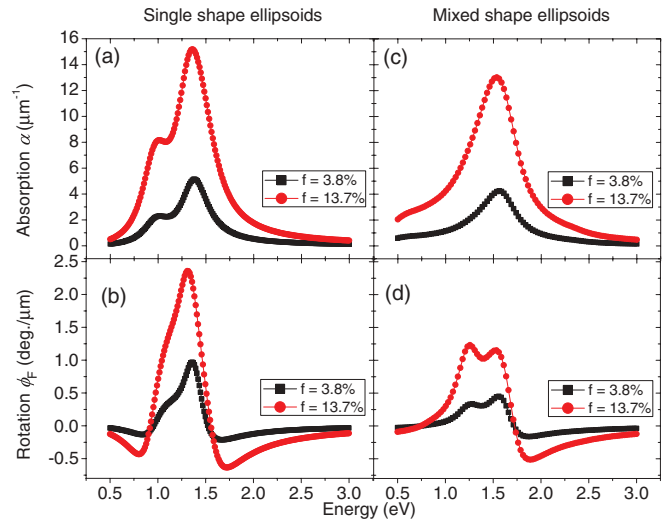 Single shape ellipsoids
Mixed shape ellipsoids
Absorption α (μm⁻¹)
16
14
12
10
8
6
4
2
0
(a)
f = 3.8%
f = 13.7%
(c)
f = 3.8%
f = 13.7%
Rotation ϕF (deg./μm)
2.5
2.0
1.5
1.0
0.5
0.0
-0.5
(b)
f = 3.8%
f = 13.7%
(d)
f = 3.8%
f = 13.7%
0.5 1.0 1.5 2.0 2.5 3.0
0.5 1.0 1.5 2.0 2.5 3.0
Energy (eV)